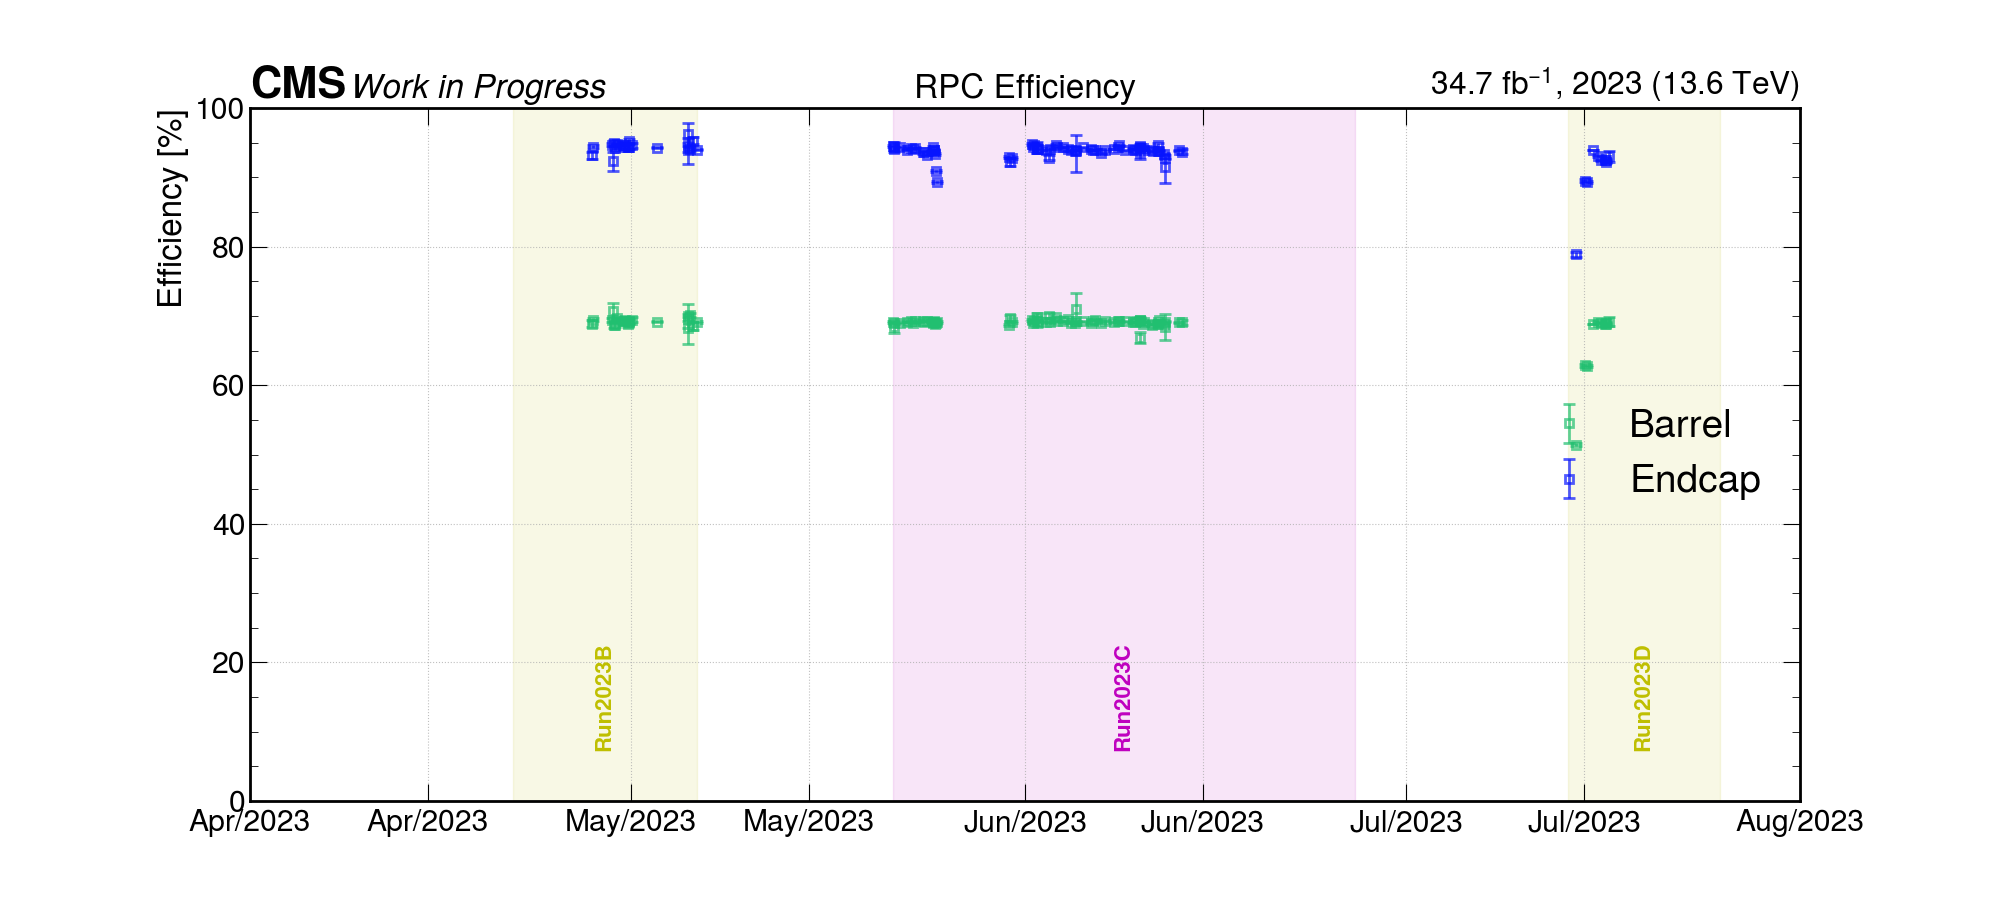 CMS Work in Progress RPC Efficiency 34.7 fb⁻¹, 2023 (13.6 TeV)
Efficiency [%]
100
80
60
40
20
0
Barrel
Endcap
Run2023B
Run2023C
Run2023D
Apr/2023 Apr/2023 May/2023 May/2023 Jun/2023 Jun/2023 Jul/2023 Jul/2023 Aug/2023